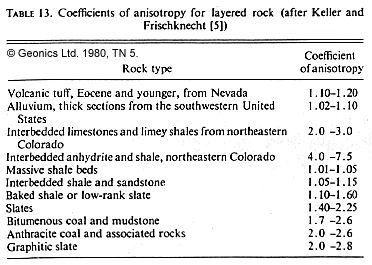 TABLE 13. Coefficients of anisotropy for layered rock (after Keller and
Frischknecht [5])
© Geonics Ltd. 1980, TN 5.
Rock type
Coefficient
of anisotropy
Volcanic tuff, Eocene and younger, from Nevada 1.10–1.20
Alluvium, thick sections from the southwestern United 1.02–1.10
States
Interbedded limestones and limey shales from northeastern 2.0 –3.0
Colorado
Interbedded anhydrite and shale, northeastern Colorado 4.0 –7.5
Massive shale beds 1.01–1.05
Interbedded shale and sandstone 1.05–1.15
Baked shale or low-rank slate 1.10–1.60
Slates 1.40–2.25
Bitumenous coal and mudstone 1.7 –2.6
Anthracite coal and associated rocks 2.0 –2.6
Graphitic slate 2.0 –2.8